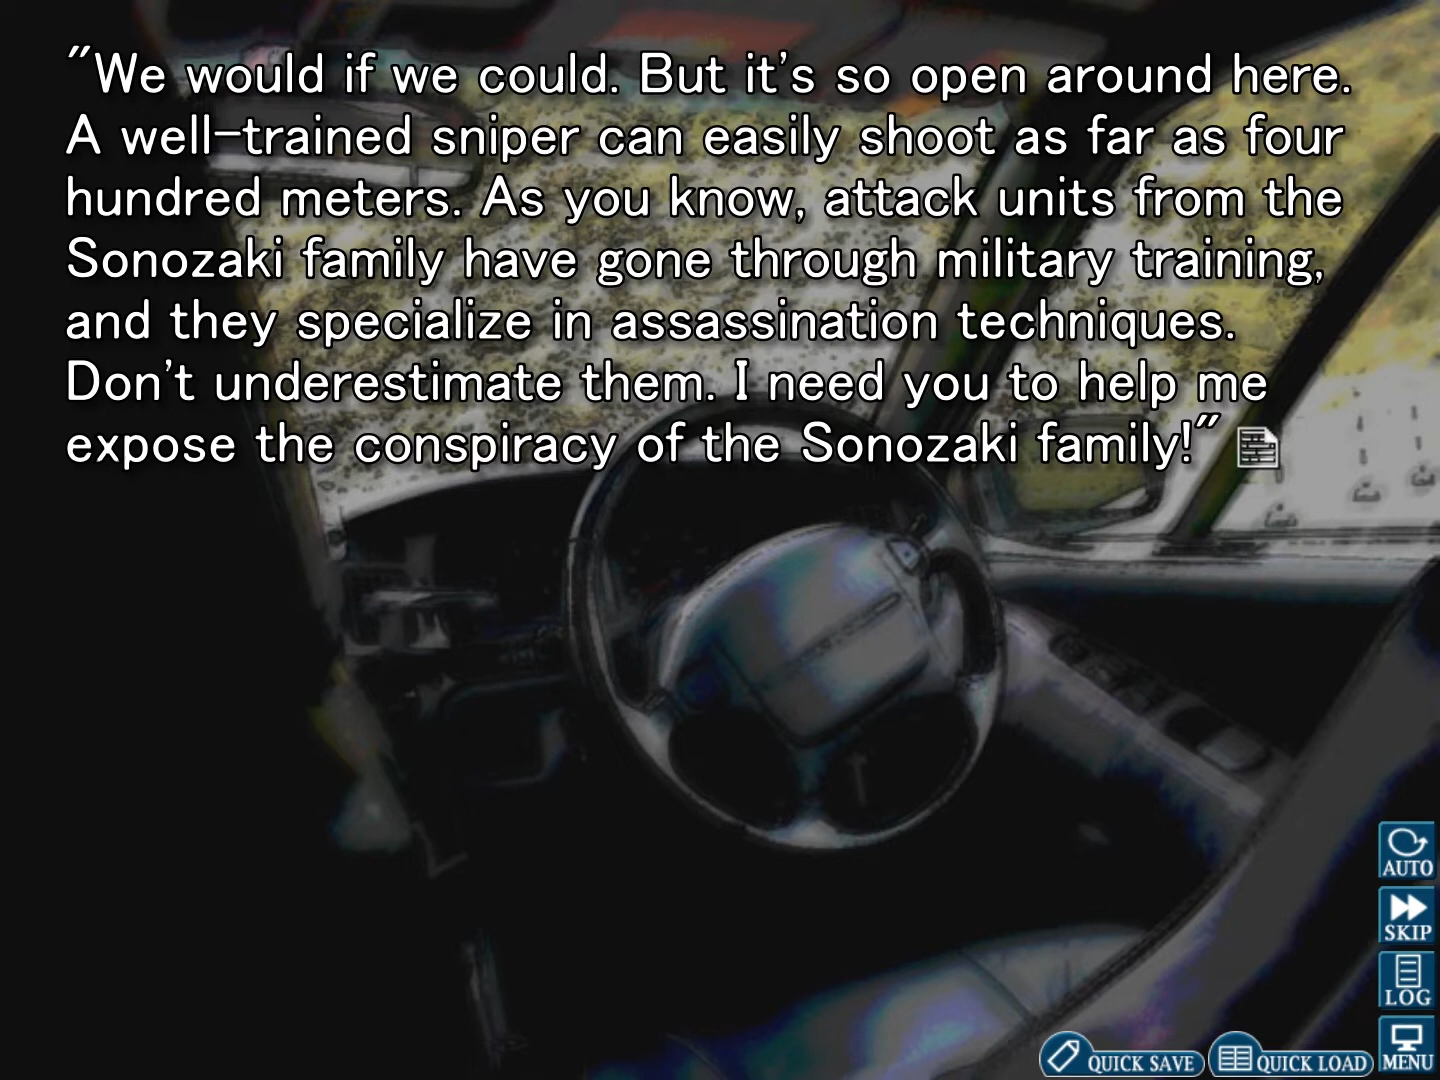 "We would if we could. But it's so open around here.
A well-trained sniper can easily shoot as far as four
hundred meters. As you know, attack units from the
Sonozaki family have gone through military training,
and they specialize in assassination techniques.
Don't underestimate them. I need you to help me
expose the conspiracy of the Sonozaki family!"
AUTO
SKIP
LOG
QUICK SAVE QUICK LOAD MENU